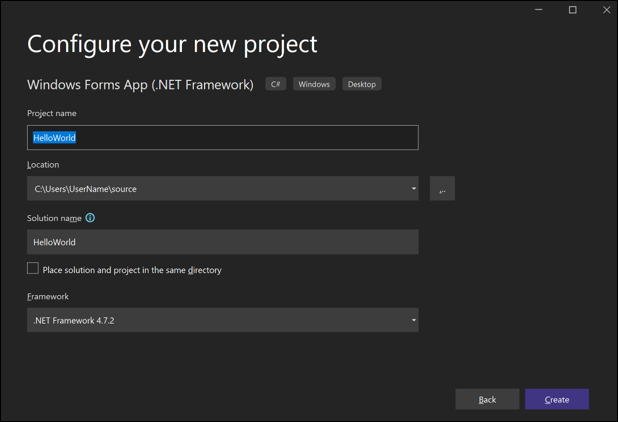 Configure your new project
Windows Forms App (.NET Framework) C# Windows Desktop
Project name
HelloWorld
Location
C:\Users\UserName\source ...
Solution name
HelloWorld
Place solution and project in the same directory
Framework
.NET Framework 4.7.2
Back Create